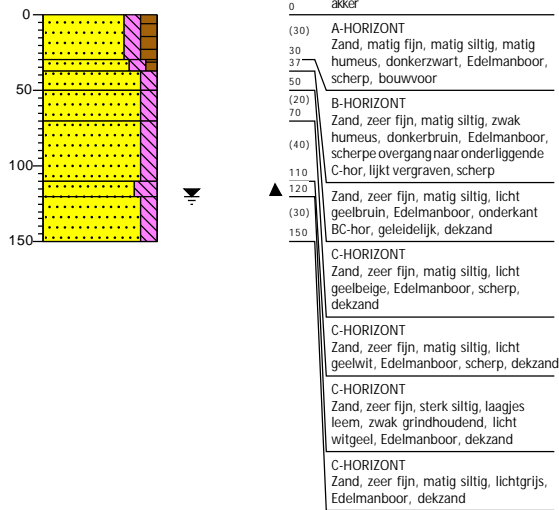 0
50
100
150
0
(30)
30
37
50
(20)
70
(40)
110
120
(30)
150
akker
A-HORIZONT
Zand, matig fijn, matig siltig, matig
humeus, donkerzwart, Edelmanboor,
scherp, bouwvoor
B-HORIZONT
Zand, zeer fijn, matig siltig, zwak
humeus, donkerbruin, Edelmanboor,
scherpe overgang naar onderliggende
C-hor, lijkt vergraven, scherp
Zand, zeer fijn, matig siltig, licht
geelbruin, Edelmanboor, onderkant
BC-hor, geleidelijk, dekzand
C-HORIZONT
Zand, zeer fijn, matig siltig, licht
geelbeige, Edelmanboor, scherp,
dekzand
C-HORIZONT
Zand, zeer fijn, matig siltig, licht
geelwit, Edelmanboor, scherp, dekzand
C-HORIZONT
Zand, zeer fijn, sterk siltig, laagjes
leem, zwak grindhoudend, licht
witgeel, Edelmanboor, dekzand
C-HORIZONT
Zand, zeer fijn, matig siltig, lichtgrijs,
Edelmanboor, dekzand